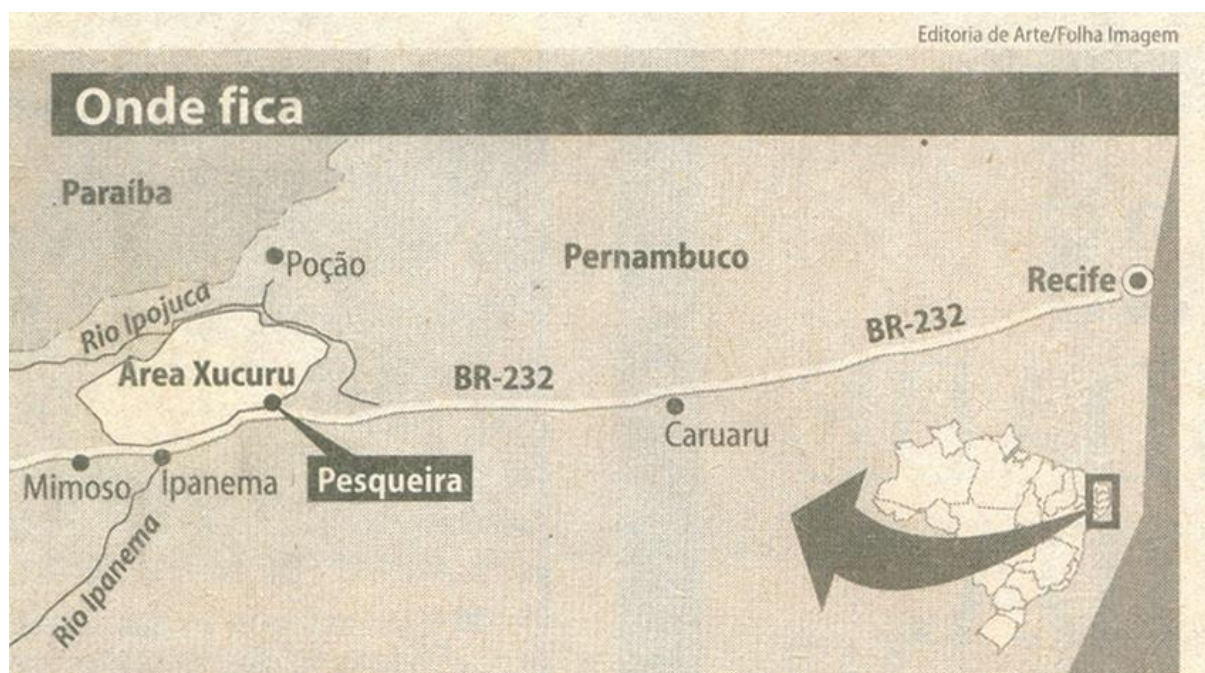 Editoria de Arte/Folha Imagem
Onde fica
Paraíba
Poção
Pernambuco
Recife
Rio Ipojuca
BR-232
Área Xucuru
BR-232
Caruaru
Mimoso
Ipanema
Pesqueira
Rio Ipanema